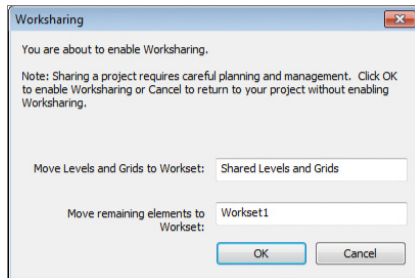 Worksharing
You are about to enable Worksharing.
Note: Sharing a project requires careful planning and management. Click OK
to enable Worksharing or Cancel to return to your project without enabling
Worksharing.
Move Levels and Grids to Workset: Shared Levels and Grids
Move remaining elements to Workset1
Workset:
OK Cancel